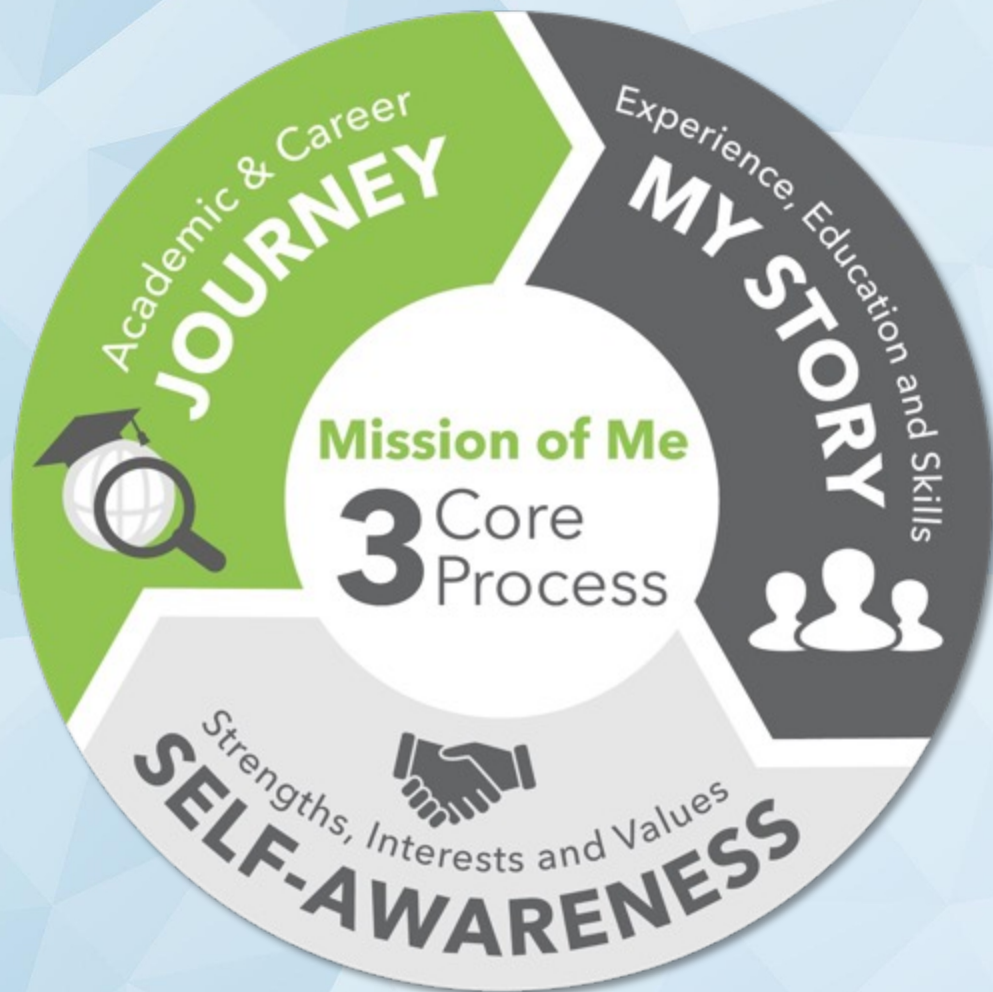 Academic & Career
JOURNEY
Experience, Education and Skills
MY STORY
Mission of Me
3 Core
Process
Strengths, Interests and Values
SELF-AWARENESS